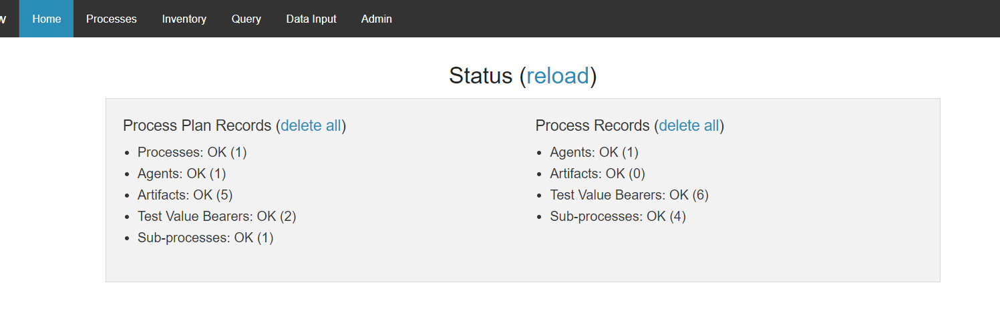 Home Processes Inventory Query Data Input Admin
Status (reload)
Process Plan Records (delete all)
Processes: OK (1)
Agents: OK (1)
Artifacts: OK (5)
Test Value Bearers: OK (2)
Sub-processes: OK (1)
Process Records (delete all)
Agents: OK (1)
Artifacts: OK (0)
Test Value Bearers: OK (6)
Sub-processes: OK (4)